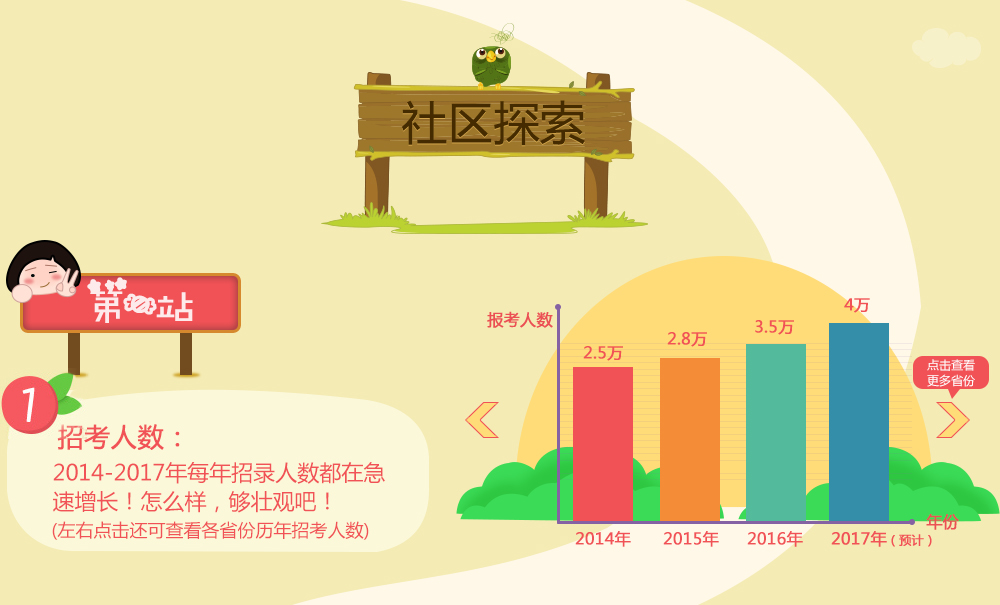 社区探索
第一站
1
招考人数：
2014-2017年每年招录人数都在急
速增长！怎么样，够壮观吧！
(左右点击还可查看各省份历年招考人数)
报考人数
2.5万
2.8万
3.5万
4万
点击查看
更多省份
年份
2014年
2015年
2016年
2017年(预计)